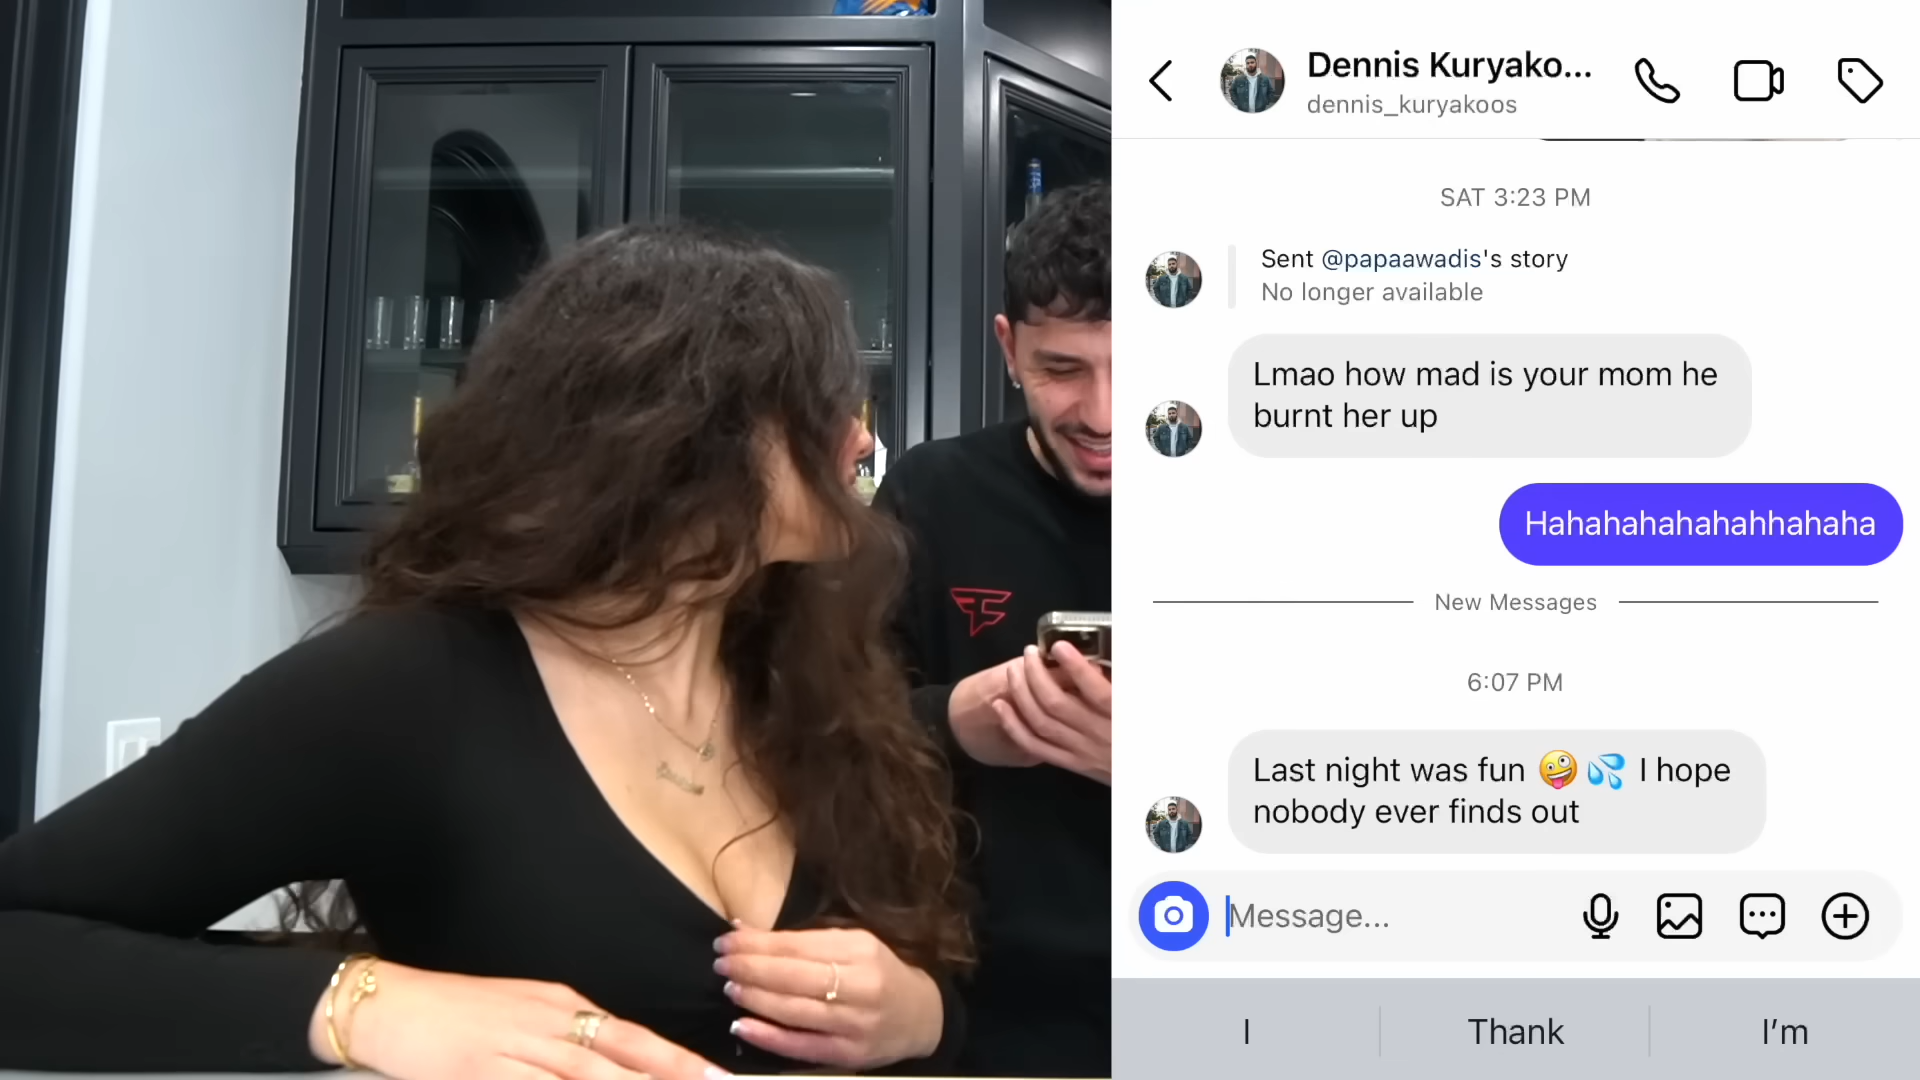 Dennis Kuryako...
dennis_kuryakoos
SAT 3:23 PM
Sent @papaawadis's story
No longer available
Lmao how mad is your mom he
burnt her up
Hahahahahahahhahaha
New Messages
6:07 PM
Last night was fun 🤪💦 I hope
nobody ever finds out
Message...
I
Thank
I'm